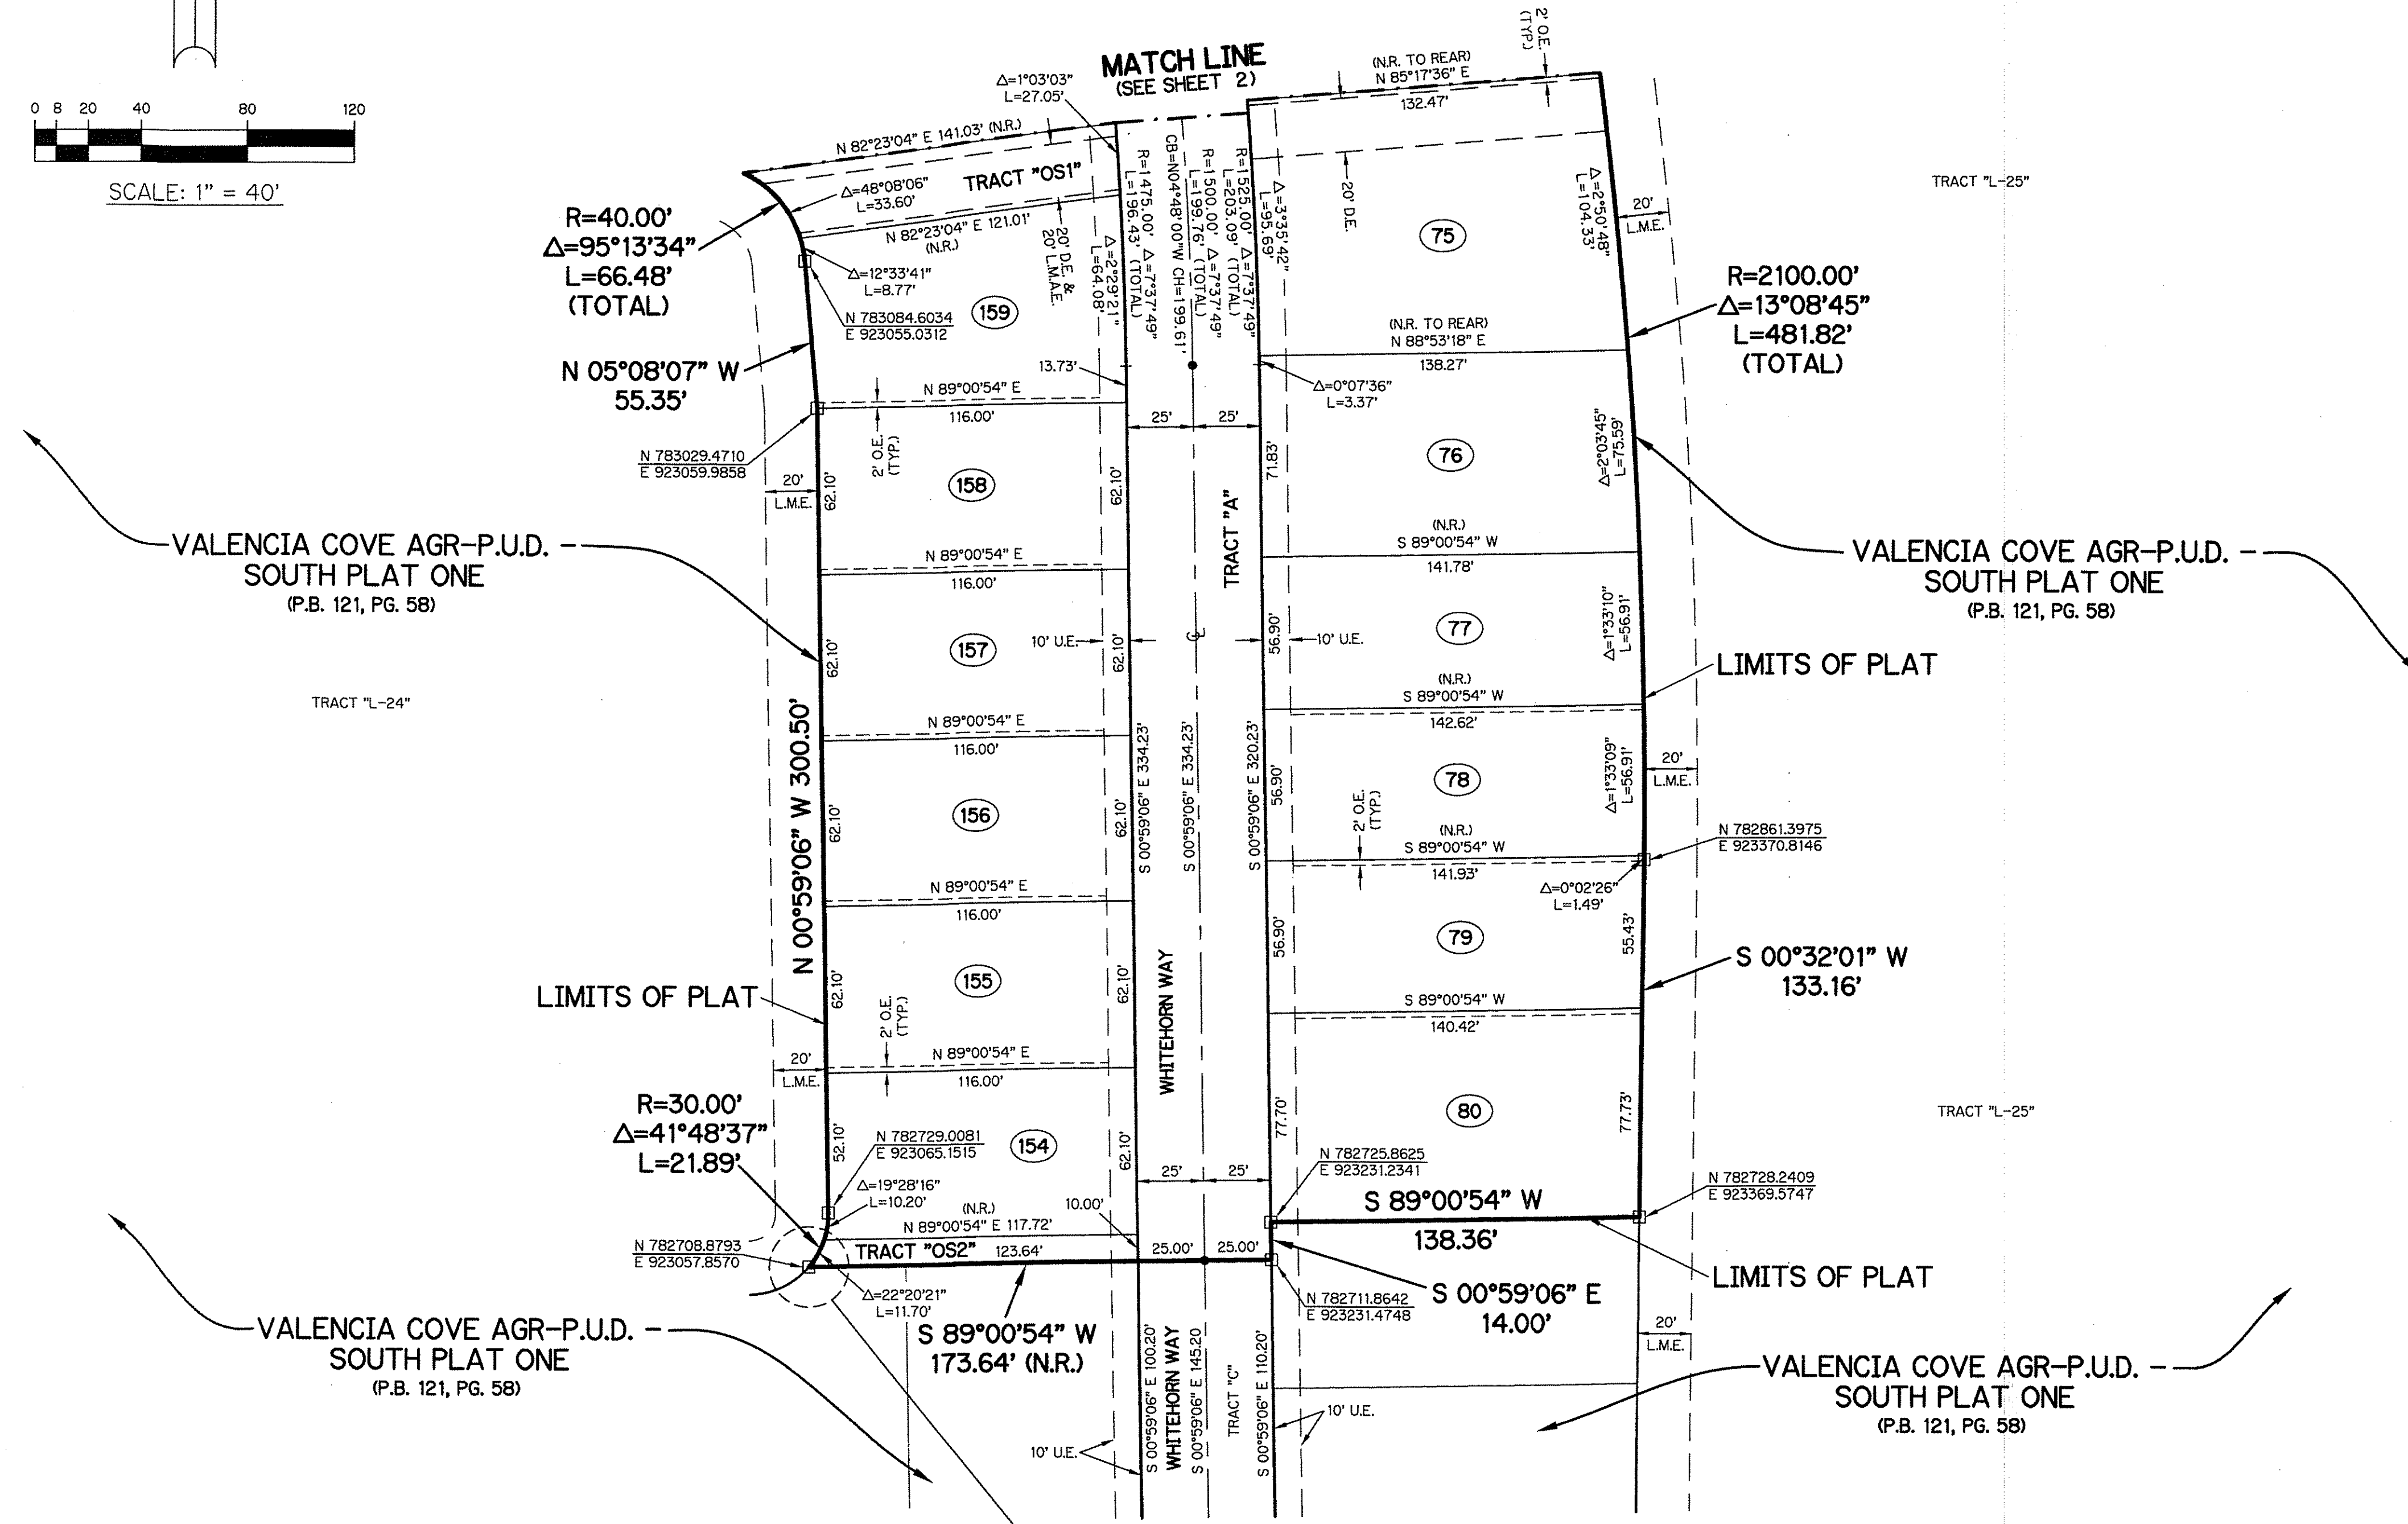 0 8 20 40 80 120
SCALE: 1" = 40'
MATCH LINE
(SEE SHEET 2)
Δ=1°03'03"
L=27.05'
N 82°23'04" E 141.03' (N.R.)
TRACT "OS1"
Δ=48°08'06"
L=33.60'
N 82°23'04" E 121.01'
(N.R.)
R=40.00'
Δ=95°13'34"
L=66.48'
(TOTAL)
Δ=12°33'41"
L=8.77'
N 783084.6034
E 923055.0312
159
20' D.E. &
20' L.M.A.E.
Δ=2°29'21"
L=64.08'
R=1475.00' Δ=7°37'49"
L=196.43' (TOTAL)
CB=N04°48'00"W CH=199.61'
R=1500.00' Δ=7°37'49"
L=199.76' (TOTAL)
R=1525.00' Δ=7°37'49"
L=203.09' (TOTAL)
Δ=3°35'42"
L=95.69'
(N.R. TO REAR)
N 85°17'36" E
132.47'
2' O.E.
(TYP.)
20' D.E.
75
Δ=2°50'48"
L=104.33'
20'
L.M.E.
TRACT "L-25"
R=2100.00'
Δ=13°08'45"
L=481.82'
(TOTAL)
N 05°08'07" W
55.35'
13.73'
(N.R. TO REAR)
N 88°53'18" E
138.27'
Δ=0°07'36"
L=3.37'
N 89°00'54" E
116.00'
2' O.E.
(TYP.)
25' 25'
N 783029.4710
E 923059.9858
20'
L.M.E.
62.10'
158
62.10'
71.83'
76
Δ=2°03'45"
L=75.59'
TRACT "A"
VALENCIA COVE AGR-P.U.D. -
SOUTH PLAT ONE
(P.B. 121, PG. 58)
N 89°00'54" E
116.00'
(N.R.)
S 89°00'54" W
141.78'
VALENCIA COVE AGR-P.U.D. -
SOUTH PLAT ONE
(P.B. 121, PG. 58)
62.10'
157
10' U.E.
62.10'
CL
56.90'
10' U.E.
77
Δ=1°33'10"
L=56.91'
LIMITS OF PLAT
TRACT "L-24"
N 00°59'06" W 300.50'
N 89°00'54" E
116.00'
(N.R.)
S 89°00'54" W
142.62'
62.10'
156
62.10'
S 00°59'06" E 334.23'
S 00°59'06" E 334.23'
S 00°59'06" E 320.23'
56.90'
78
2' O.E.
(TYP.)
Δ=1°33'09"
L=56.91'
20'
L.M.E.
N 782861.3975
E 923370.8146
(N.R.)
S 89°00'54" W
141.93'
Δ=0°02'26"
L=1.49'
N 89°00'54" E
116.00'
62.10'
155
62.10'
56.90'
79
55.43'
S 00°32'01" W
133.16'
LIMITS OF PLAT
2' O.E.
(TYP.)
WHITEHORN WAY
S 89°00'54" W
140.42'
20'
L.M.E.
N 89°00'54" E
116.00'
R=30.00'
Δ=41°48'37"
L=21.89'
52.10'
N 782729.0081
E 923065.1515
154
62.10'
77.70'
80
77.73'
TRACT "L-25"
Δ=19°28'16"
L=10.20'
25' 25'
N 782725.8625
E 923231.2341
N 782728.2409
E 923369.5747
S 89°00'54" W
138.36'
(N.R.)
N 89°00'54" E 117.72'
10.00'
TRACT "OS2"
123.64'
25.00' 25.00'
N 782708.8793
E 923057.8570
Δ=22°20'21"
L=11.70'
LIMITS OF PLAT
N 782711.8642
E 923231.4748
S 00°59'06" E
14.00'
S 89°00'54" W
173.64' (N.R.)
VALENCIA COVE AGR-P.U.D. -
SOUTH PLAT ONE
(P.B. 121, PG. 58)
S 00°59'06" E 100.20'
WHITEHORN WAY
S 00°59'06" E 145.20
TRACT "C"
S 00°59'06" E 110.20'
10' U.E.
10' U.E.
20'
L.M.E.
VALENCIA COVE AGR-P.U.D. -
SOUTH PLAT ONE
(P.B. 121, PG. 58)